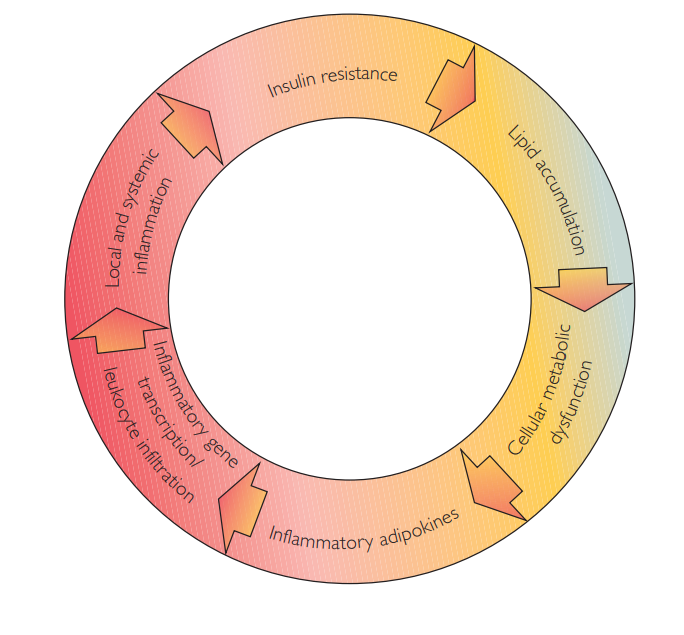 Insulin resistance
Lipid accumulation
Cellular metabolic
dysfunction
Inflammatory adipokines
Inflammatory gene
transcription/
leukocyte infiltration
Local and systemic
inflammation